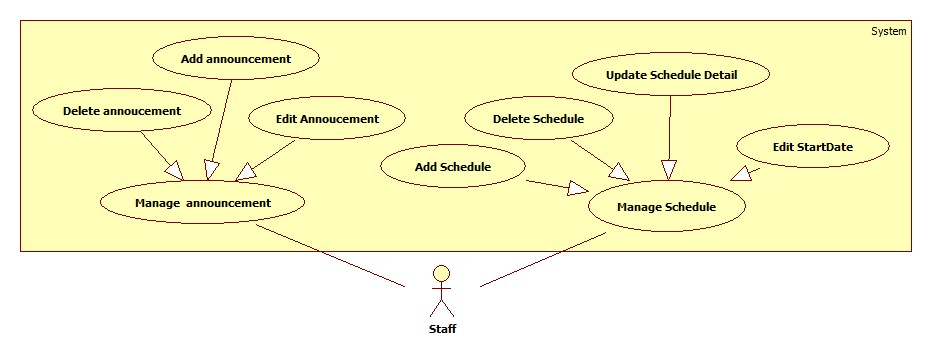 System
Add announcement
Update Schedule Detail
Delete annoucement
Edit Annoucement
Delete Schedule
Edit StartDate
Add Schedule
Manage  announcement
Manage Schedule
Staff